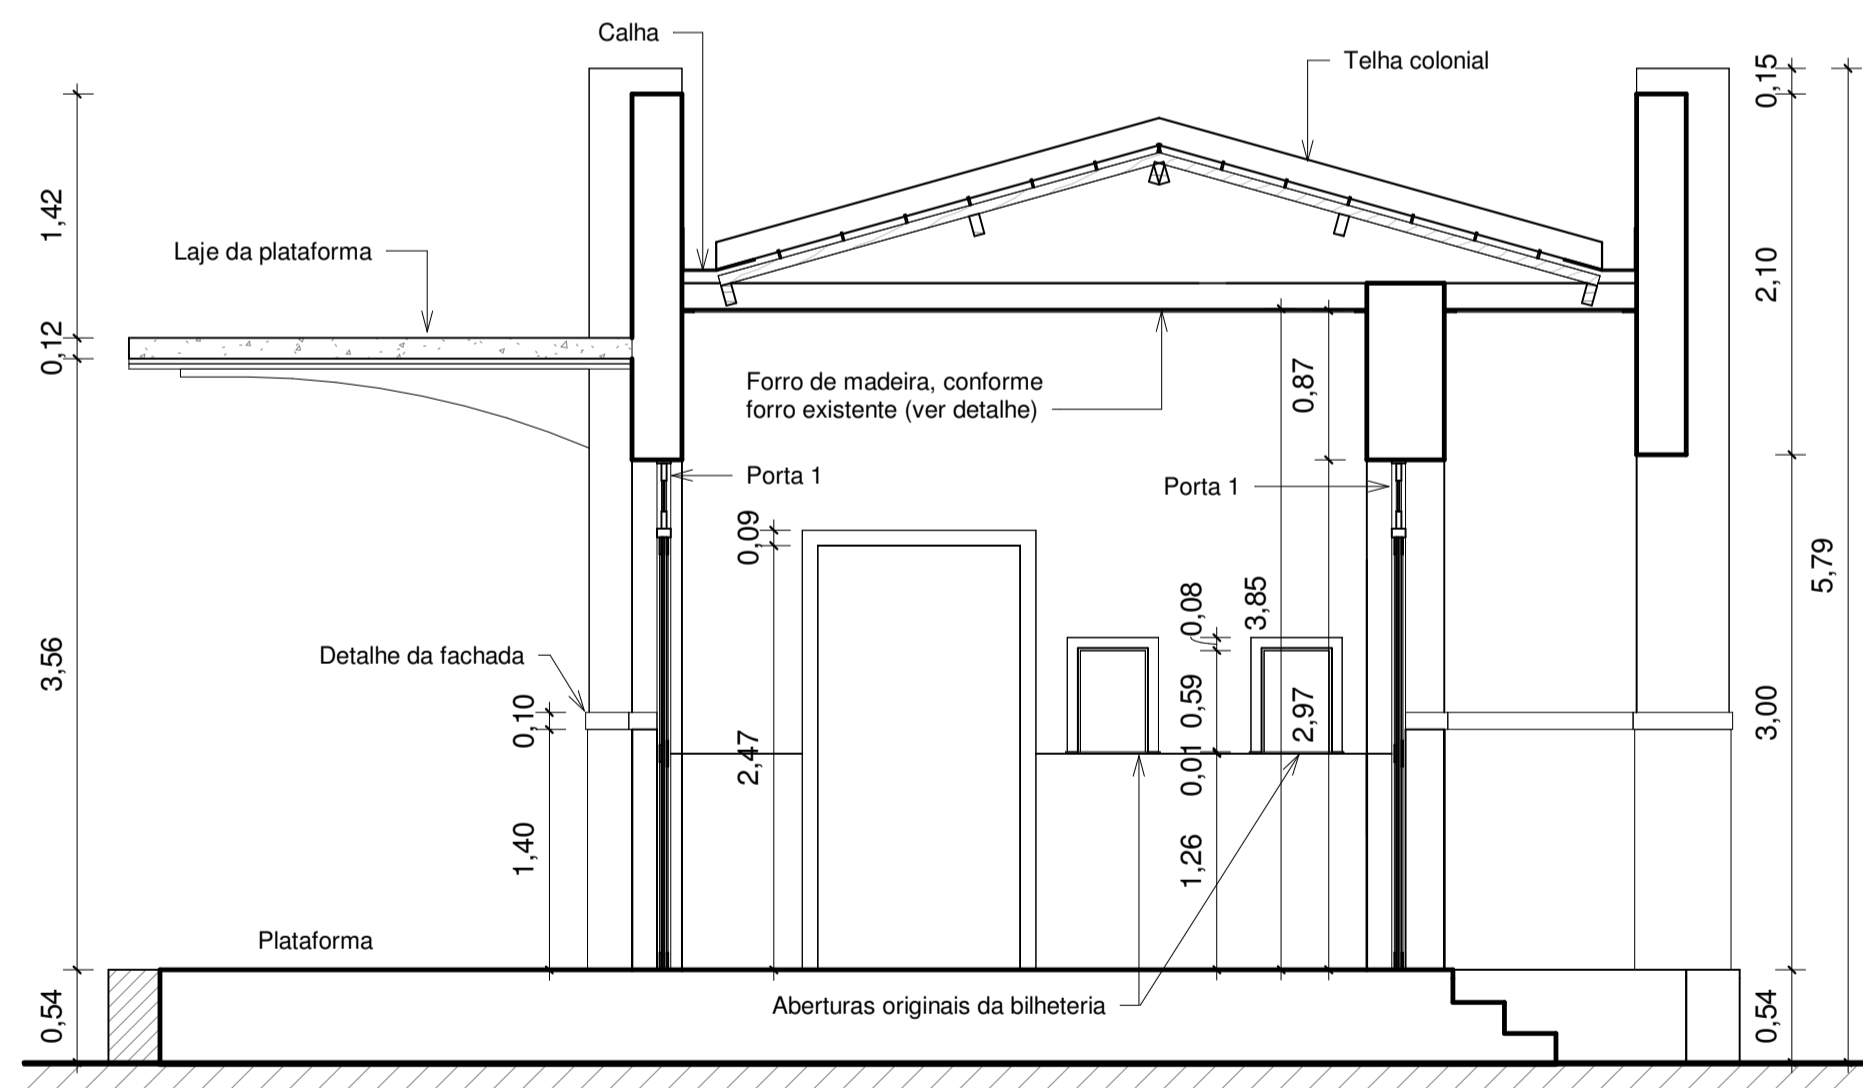 Calha
Telha colonial
0,15
1,42
Laje da plataforma
2,10
0,12
Forro de madeira, conforme
forro existente (ver detalhe)
0,87
Porta 1
Porta 1
0,09
5,79
0,08
3,85
3,56
Detalhe da fachada
0,10
0,59
2,97
3,00
2,47
0,01
1,40
1,26
Plataforma
Aberturas originais da bilheteria
0,54
0,54